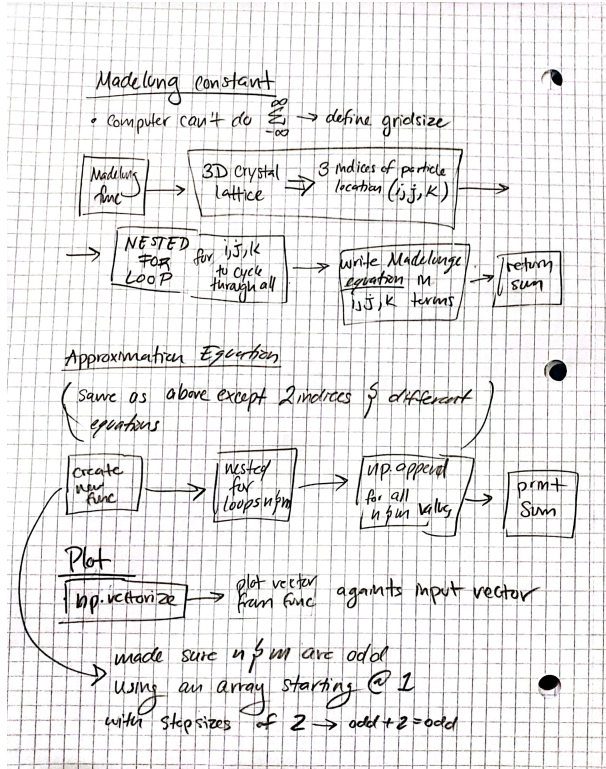 Madelung constant
• computer can't do ∞ Σ -∞ → define gridsize
Madelung func → 3D crystal lattice ⇒ 3 indices of particle location (i,j,k) →
→ NESTED FOR LOOP for i,j,k to cycle through all → write Madelunge equation in i,j,k terms → return sum
Approximation Equation
(same as above except 2 indices & different
equations)
create new func → nested for loops n & m → np.append for all n & m values → print sum
Plot
np.vectorize → plot vector from func againts input vector
made sure n & m are odd
using an array starting @ 1
with stepsizes of 2 → odd + 2 = odd